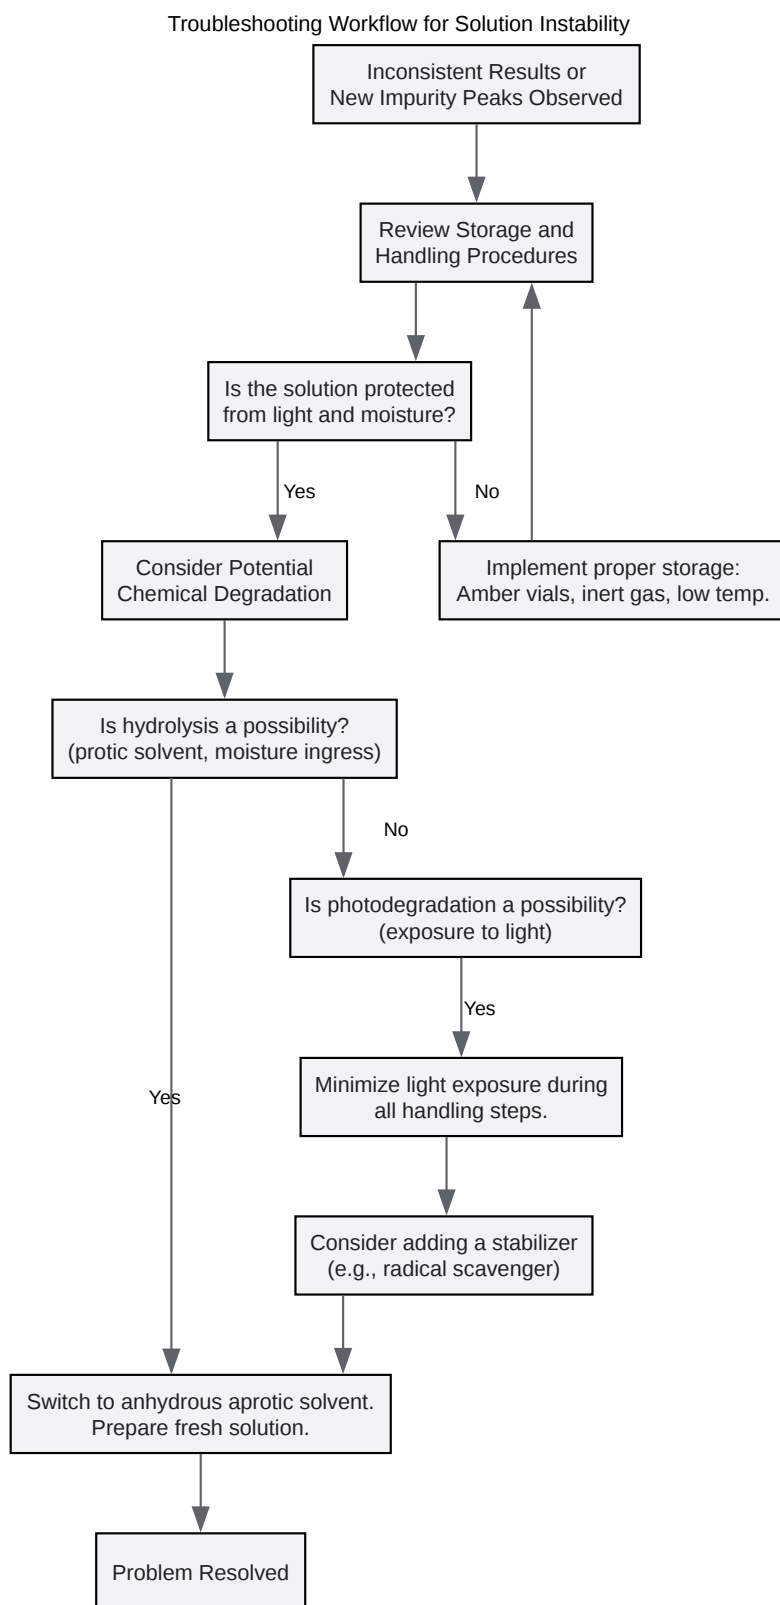 Troubleshooting Workflow for Solution Instability
Inconsistent Results or
New Impurity Peaks Observed
Review Storage and
Handling Procedures
Is the solution protected
from light and moisture?
Yes
No
Consider Potential
Chemical Degradation
Implement proper storage:
Amber vials, inert gas, low temp.
Is hydrolysis a possibility?
(protic solvent, moisture ingress)
No
Is photodegradation a possibility?
(exposure to light)
Yes
Minimize light exposure during
all handling steps.
Yes
Consider adding a stabilizer
(e.g., radical scavenger)
Switch to anhydrous aprotic solvent.
Prepare fresh solution.
Problem Resolved